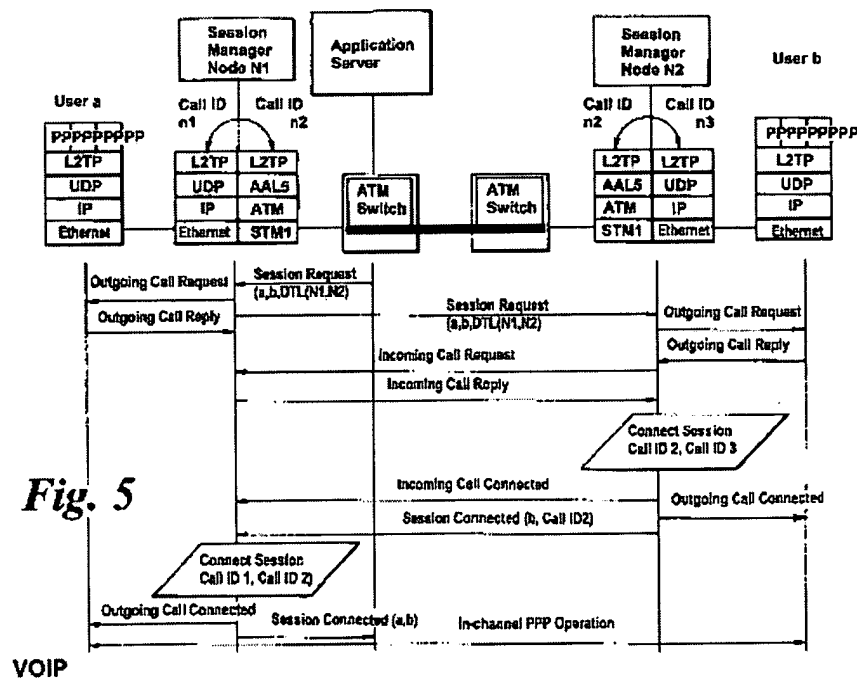 Session
Manager
Node N1
Application
Server
Session
Manager
Node N2
User a
User b
Call ID
n1
Call ID
n2
Call ID
n2
Call ID
n3
PPPPPPPPP
L2TP
UDP
IP
Ethernet
L2TP
L2TP
UDP
AAL5
IP
ATM
Ethernet
STM1
ATM
Switch
ATM
Switch
L2TP
L2TP
AAL5
UDP
ATM
IP
STM1
Ethernet
PPPPPPPPP
L2TP
UDP
IP
Ethernet
Outgoing Call Request
Session Request
(a,b,DTL(N1,N2)
Outgoing Call Reply
Session Request
(a,b,DTL(N1,N2)
Outgoing Call Request
Incoming Call Request
Outgoing Call Reply
Incoming Call Reply
Connect Session
Call ID 2, Call ID 3
Fig. 5
Incoming Call Connected
Outgoing Call Connected
Session Connected (b, Call ID2)
Connect Session
Call ID 1, Call ID 2)
Outgoing Call Connected
Session Connected (a,b)
In-channel PPP Operation
VOIP